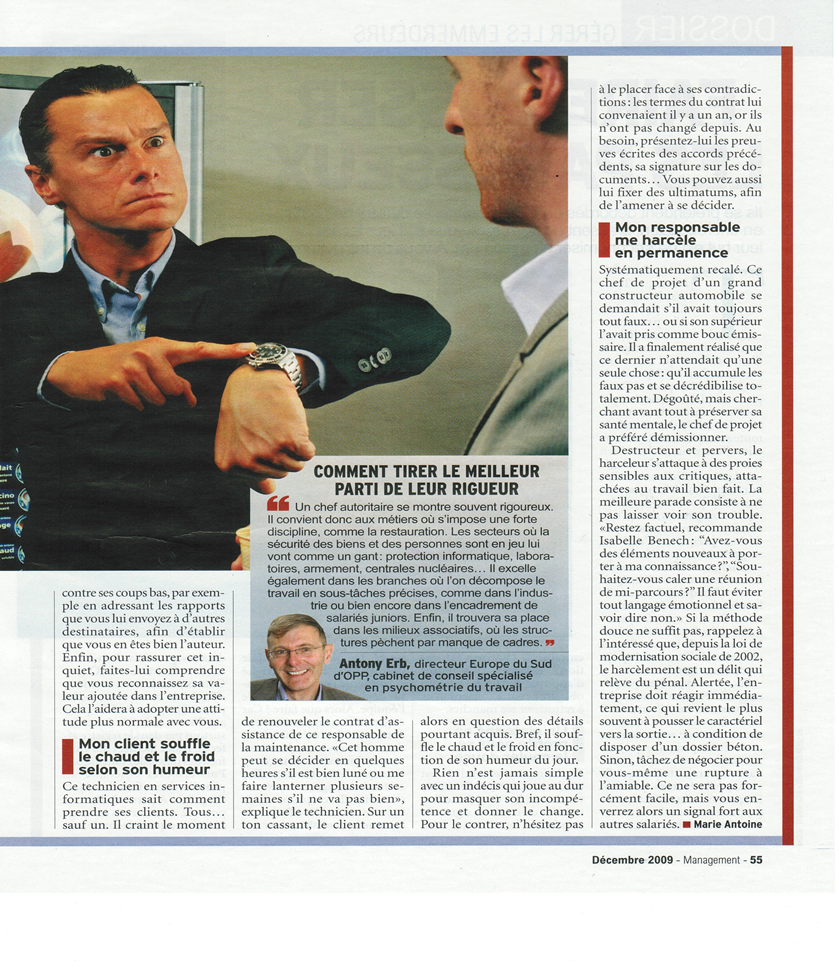 contre ses coups bas, par exem-
ple en adressant les rapports
que vous lui envoyez à d'autres
destinataires, afin d'établir
que vous en êtes bien l'auteur.
Enfin, pour rassurer cet in-
quiet, faites-lui comprendre
que vous reconnaissez sa va-
leur ajoutée dans l'entreprise.
Cela l'aidera à adopter une at-
titude plus normale avec vous.
Mon client souffle
le chaud et le froid
selon son humeur
Ce technicien en services in-
formatiques sait comment
prendre ses clients. Tous...
sauf un. Il craint le moment
de renouveler le contrat d'as-
sistance de ce responsable de
la maintenance. «Cet homme
peut se décider en quelques
heures s'il est bien luné ou me
faire lanterner plusieurs se-
maines s'il ne va pas bien»,
explique le technicien. Sur un
ton cassant, le client remet
alors en question des détails
pourtant acquis. Bref, il souf-
fle le chaud et le froid en fonc-
tion de son humeur du jour.
Rien n'est jamais simple
avec un indécis qui joue au dur
pour masquer son incompé-
tence et donner le change.
Pour le contrer, n'hésitez pas
à le placer face à ses contradic-
tions : les termes du contrat lui
convenaient il y a un an, or ils
n'ont pas changé depuis. Au
besoin, présentez-lui les preu-
ves écrites des accords précé-
dents, sa signature sur les do-
cuments... Vous pouvez aussi
lui fixer des ultimatums, afin
de l'amener à se décider.
Mon responsable
me harcèle
en permanence
Systématiquement recalé. Ce
chef de projet d'un grand
constructeur automobile se
demandait s'il avait toujours
tout faux... ou si son supérieur
l'avait pris comme bouc émis-
saire. Il a finalement réalisé que
ce dernier n'attendait qu'une
seule chose : qu'il accumule les
faux pas et se décrédibilise to-
talement. Dégoûté, mais cher-
chant avant tout à préserver sa
santé mentale, le chef de projet
a préféré démissionner.
Destructeur et pervers, le
harceleur s'attaque à des proies
sensibles aux critiques, atta-
chées au travail bien fait. La
meilleure parade consiste à ne
pas laisser voir son trouble.
«Restez factuel, recommande
Isabelle Benech : "Avez-vous
des éléments nouveaux à por-
ter à ma connaissance ?", "Sou-
haitez-vous caler une réunion
de mi-parcours ?" Il faut éviter
tout langage émotionnel et sa-
voir dire non.» Si la méthode
douce ne suffit pas, rappelez à
l'intéressé que, depuis la loi de
modernisation sociale de 2002,
le harcèlement est un délit qui
relève du pénal. Alertée, l'en-
treprise doit réagir immédia-
tement, ce qui revient le plus
souvent à pousser le caractériel
vers la sortie... à condition de
disposer d'un dossier béton.
Sinon, tâchez de négocier pour
vous-même une rupture à
l'amiable. Ce ne sera pas for-
cément facile, mais vous en-
verrez alors un signal fort aux
autres salariés. Marie Antoine
COMMENT TIRER LE MEILLEUR
PARTI DE LEUR RIGUEUR
“ Un chef autoritaire se montre souvent rigoureux.
Il convient donc aux métiers où s'impose une forte
discipline, comme la restauration. Les secteurs où la
sécurité des biens et des personnes sont en jeu lui
vont comme un gant : protection informatique, labora-
toires, armement, centrales nucléaires... Il excelle
également dans les branches où l'on décompose le
travail en sous-tâches précises, comme dans l'indus-
trie ou bien encore dans l'encadrement de
salariés juniors. Enfin, il trouvera sa place
dans les milieux associatifs, où les struc-
tures pèchent par manque de cadres. ”
Antony Erb, directeur Europe du Sud
d'OPP, cabinet de conseil spécialisé
en psychométrie du travail
Décembre 2009 - Management - 55